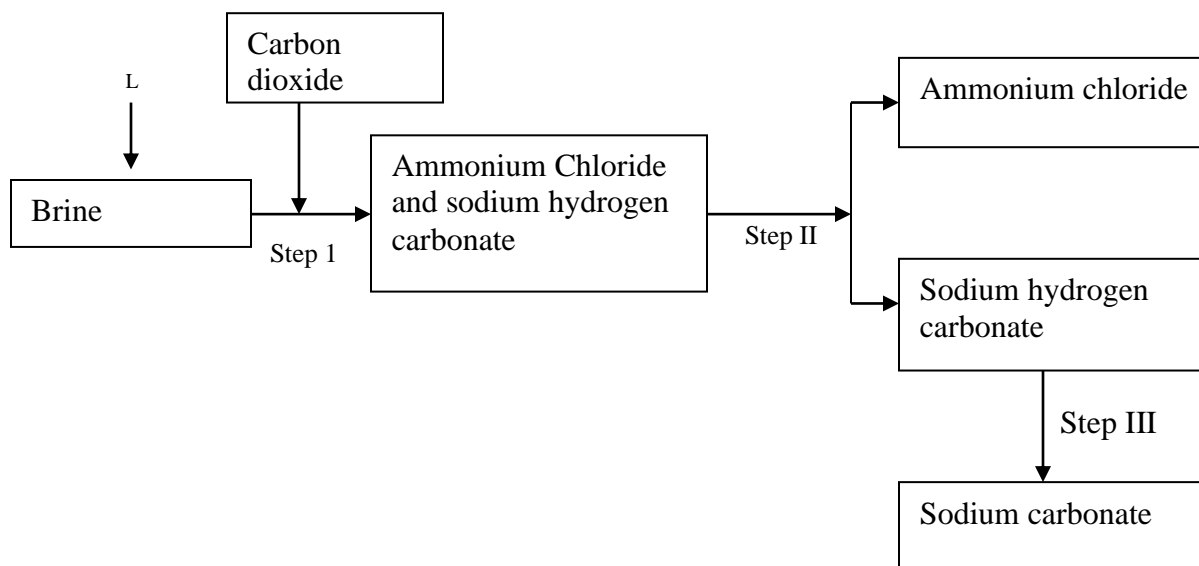 L
Carbon
dioxide
Brine
Step 1
Ammonium Chloride
and sodium hydrogen
carbonate
Step II
Ammonium chloride
Sodium hydrogen
carbonate
Step III
Sodium carbonate